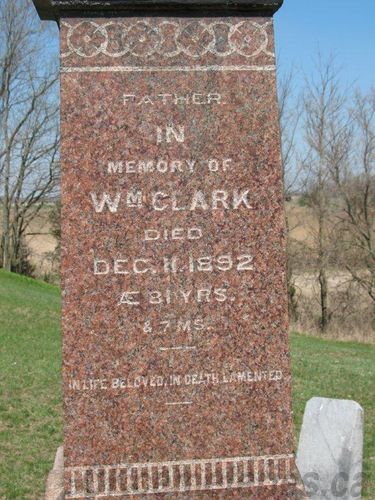 FATHER.
IN
MEMORY OF
WM CLARK
DIED
DEC. 11. 1892
Æ 81 YRS.
& 7 MS.
IN LIFE BELOVED, IN DEATH LAMENTED.
s.ca